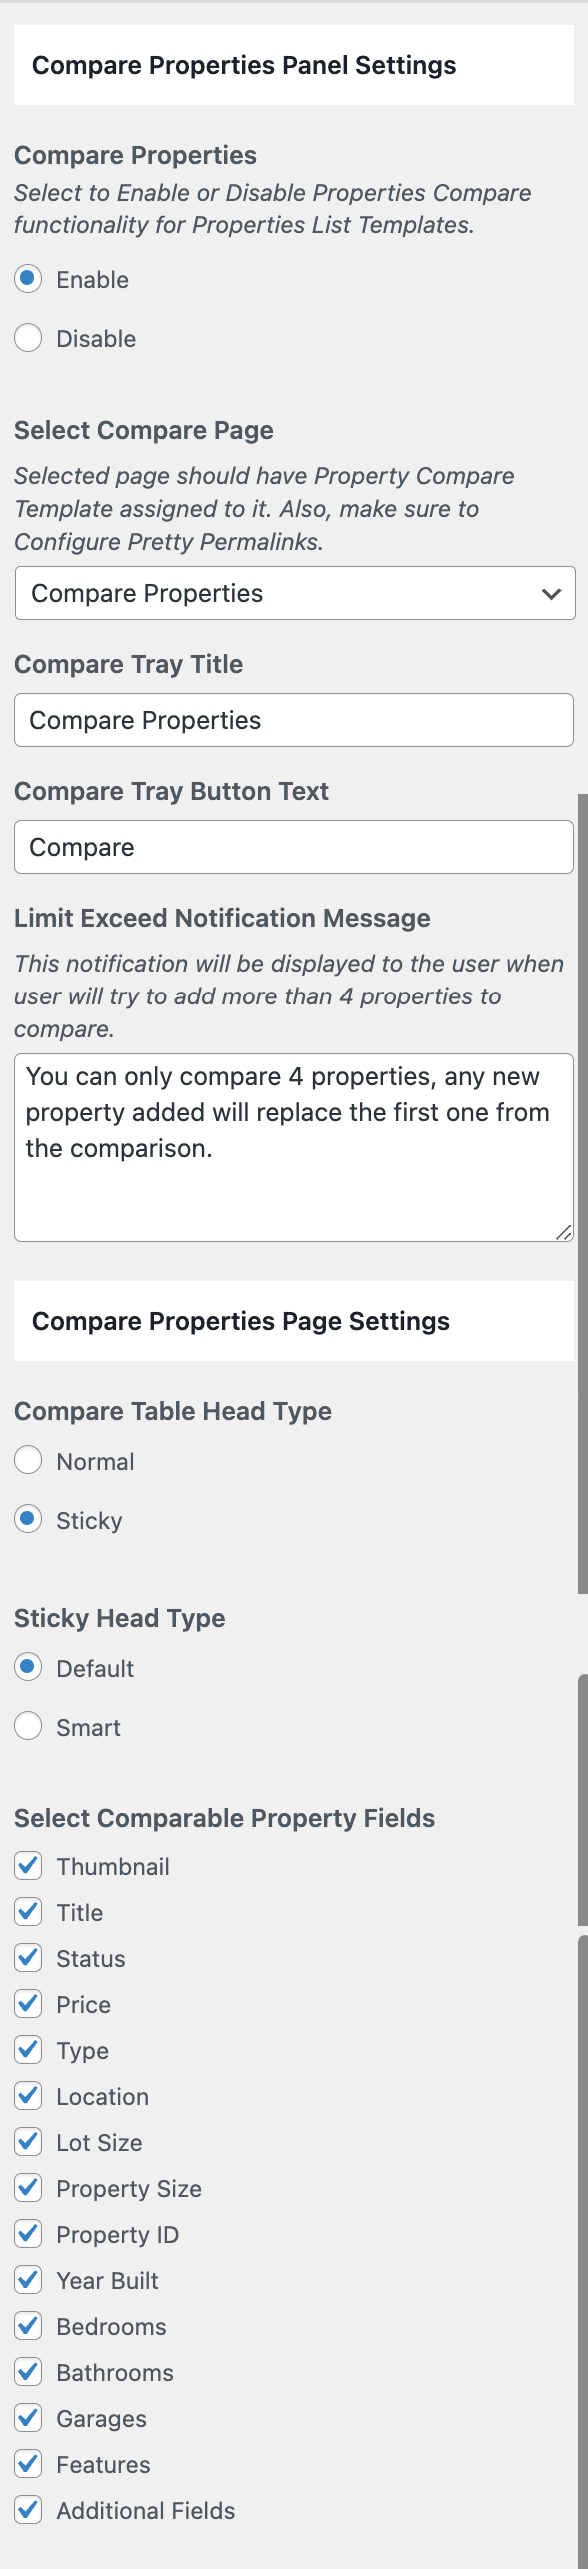 Compare Properties Panel Settings
Compare Properties
Select to Enable or Disable Properties Compare
functionality for Properties List Templates.
Enable
Disable
Select Compare Page
Selected page should have Property Compare
Template assigned to it. Also, make sure to
Configure Pretty Permalinks.
Compare Properties
Compare Tray Title
Compare Properties
Compare Tray Button Text
Compare
Limit Exceed Notification Message
This notification will be displayed to the user when
user will try to add more than 4 properties to
compare.
You can only compare 4 properties, any new
property added will replace the first one from
the comparison.
Compare Properties Page Settings
Compare Table Head Type
Normal
Sticky
Sticky Head Type
Default
Smart
Select Comparable Property Fields
Thumbnail
Title
Status
Price
Type
Location
Lot Size
Property Size
Property ID
Year Built
Bedrooms
Bathrooms
Garages
Features
Additional Fields